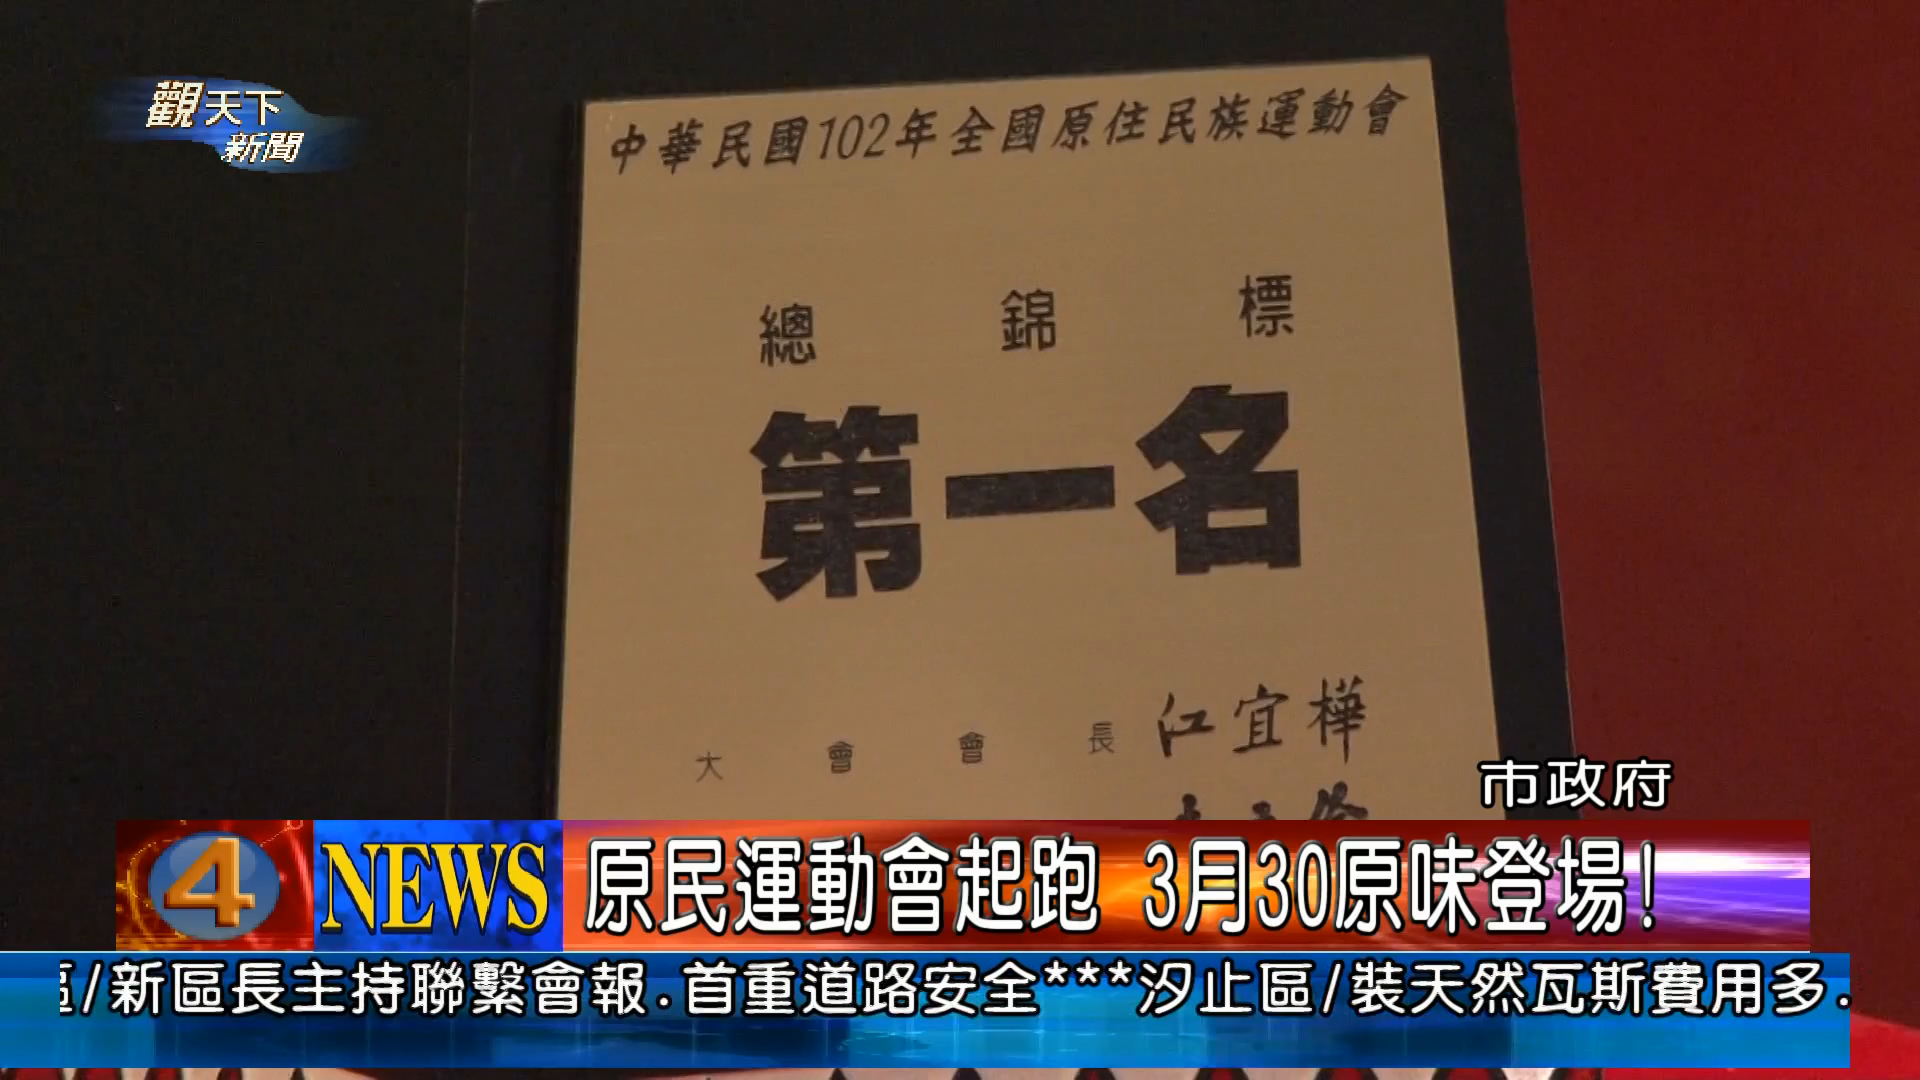 觀天下
新聞
中華民國102年全國原住民族運動會
總錦標
第一名
大會會長 江宜樺
市政府
4 NEWS 原民運動會起跑 3月30原味登場!
區/新區長主持聯繫會報.首重道路安全***汐止區/裝天然瓦斯費用多.